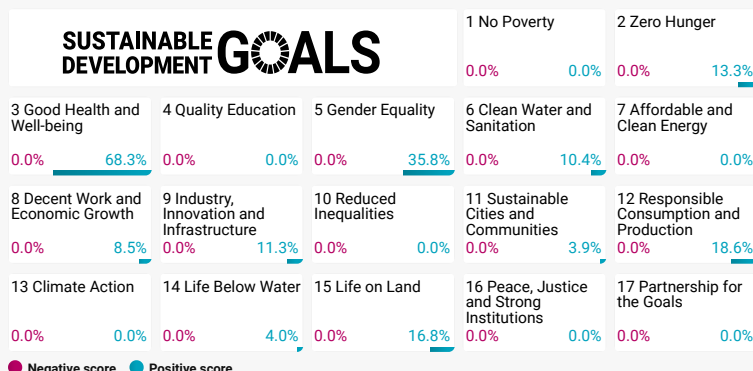 SUSTAINABLE
DEVELOPMENT
GOALS
1 No Poverty
0.0% 0.0%
2 Zero Hunger
0.0% 13.3%
3 Good Health and
Well-being
0.0% 68.3%
4 Quality Education
0.0% 0.0%
5 Gender Equality
0.0% 35.8%
6 Clean Water and
Sanitation
0.0% 10.4%
7 Affordable and
Clean Energy
0.0% 0.0%
8 Decent Work and
Economic Growth
0.0% 8.5%
9 Industry,
Innovation and
Infrastructure
0.0% 11.3%
10 Reduced
Inequalities
0.0% 0.0%
11 Sustainable
Cities and
Communities
0.0% 3.9%
12 Responsible
Consumption and
Production
0.0% 18.6%
13 Climate Action
0.0% 0.0%
14 Life Below Water
0.0% 4.0%
15 Life on Land
0.0% 16.8%
16 Peace, Justice
and Strong
Institutions
0.0% 0.0%
17 Partnership for
the Goals
0.0% 0.0%
Negative score Positive score